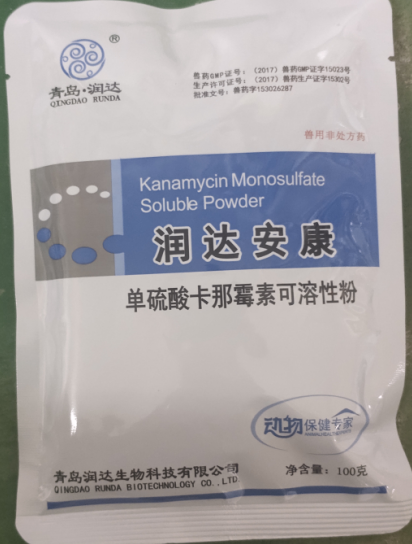 ®
青岛·润达
QINGDAO RUNDA
兽药GMP证号:(2017)兽药GMP证字15023号
生产许可证号:(2017)兽药生产证字15302号
批准文号:兽药字153026287
兽用非处方药
Kanamycin Monosulfate
Soluble Powder
润达安康
单硫酸卡那霉素可溶性粉
动物保健专家
青岛润达生物科技有限公司
QINGDAO RUNDA BIOTECHNOLOGY CO.,LTD.
净含量:100克